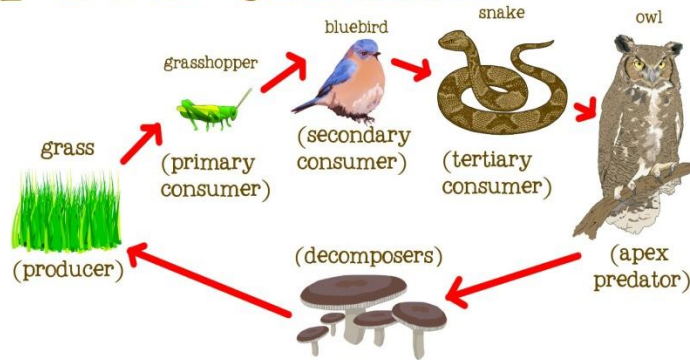 grass
(producer)
grasshopper
(primary
consumer)
bluebird
(secondary
consumer)
snake
(tertiary
consumer)
owl
(apex
predator)
(decomposers)